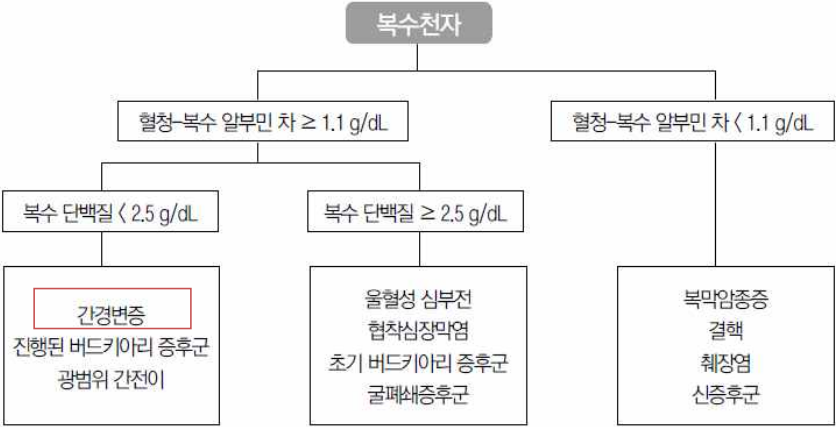 복수천자
혈청-복수 알부민 차 ≥ 1.1 g/dL
혈청-복수 알부민 차 < 1.1 g/dL
복수 단백질 < 2.5 g/dL
복수 단백질 ≥ 2.5 g/dL
간경변증
진행된 버드키아리 증후군
광범위 간전이
울혈성 심부전
협착심장막염
초기 버드키아리 증후군
굴폐쇄증후군
복막암종증
결핵
췌장염
신증후군